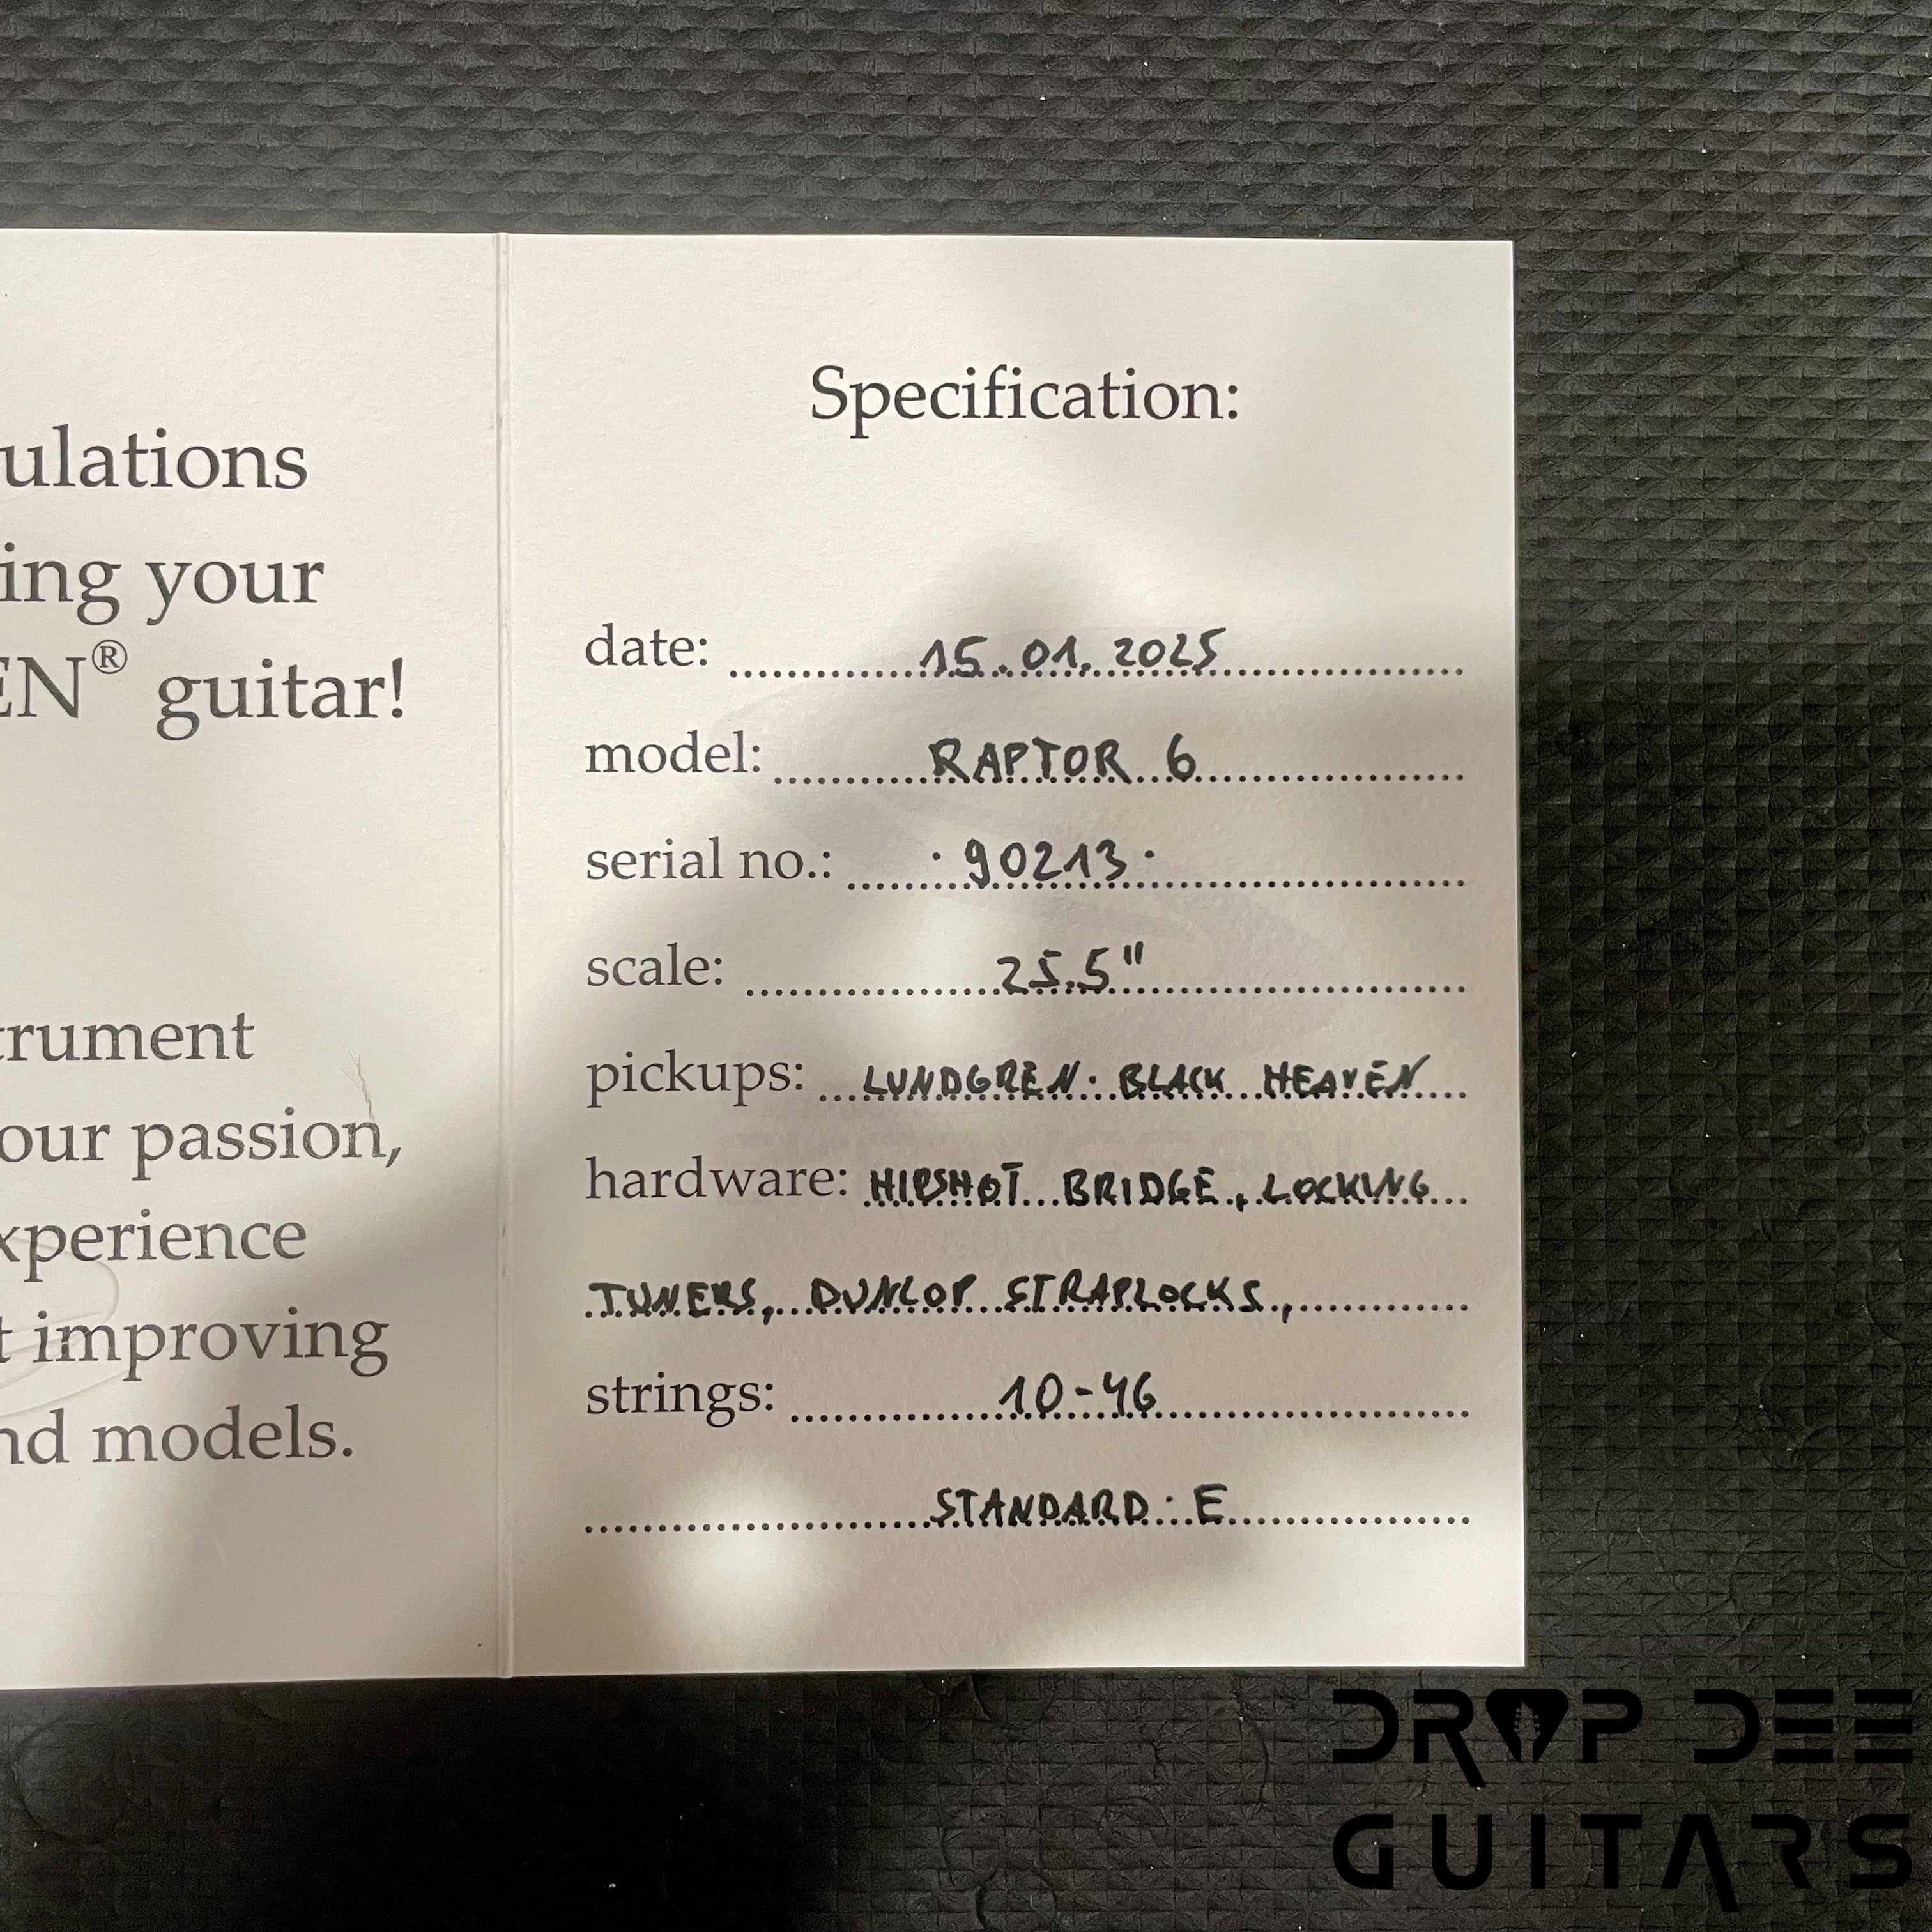 ulations
ing your
EN® guitar!
trument
our passion,
xperience
t improving
nd models.
Specification:
date: 15.01.2025
model: RAPTOR 6
serial no.: · 90213 ·
scale: 25.5"
pickups: LUNDGREN: BLACK HEAVEN
hardware: HIPSHOT BRIDGE, LOCKING
TUNERS, DUNLOP STRAPLOCKS,
strings: 10-46
STANDARD: E
DROP DEE
GUITARS